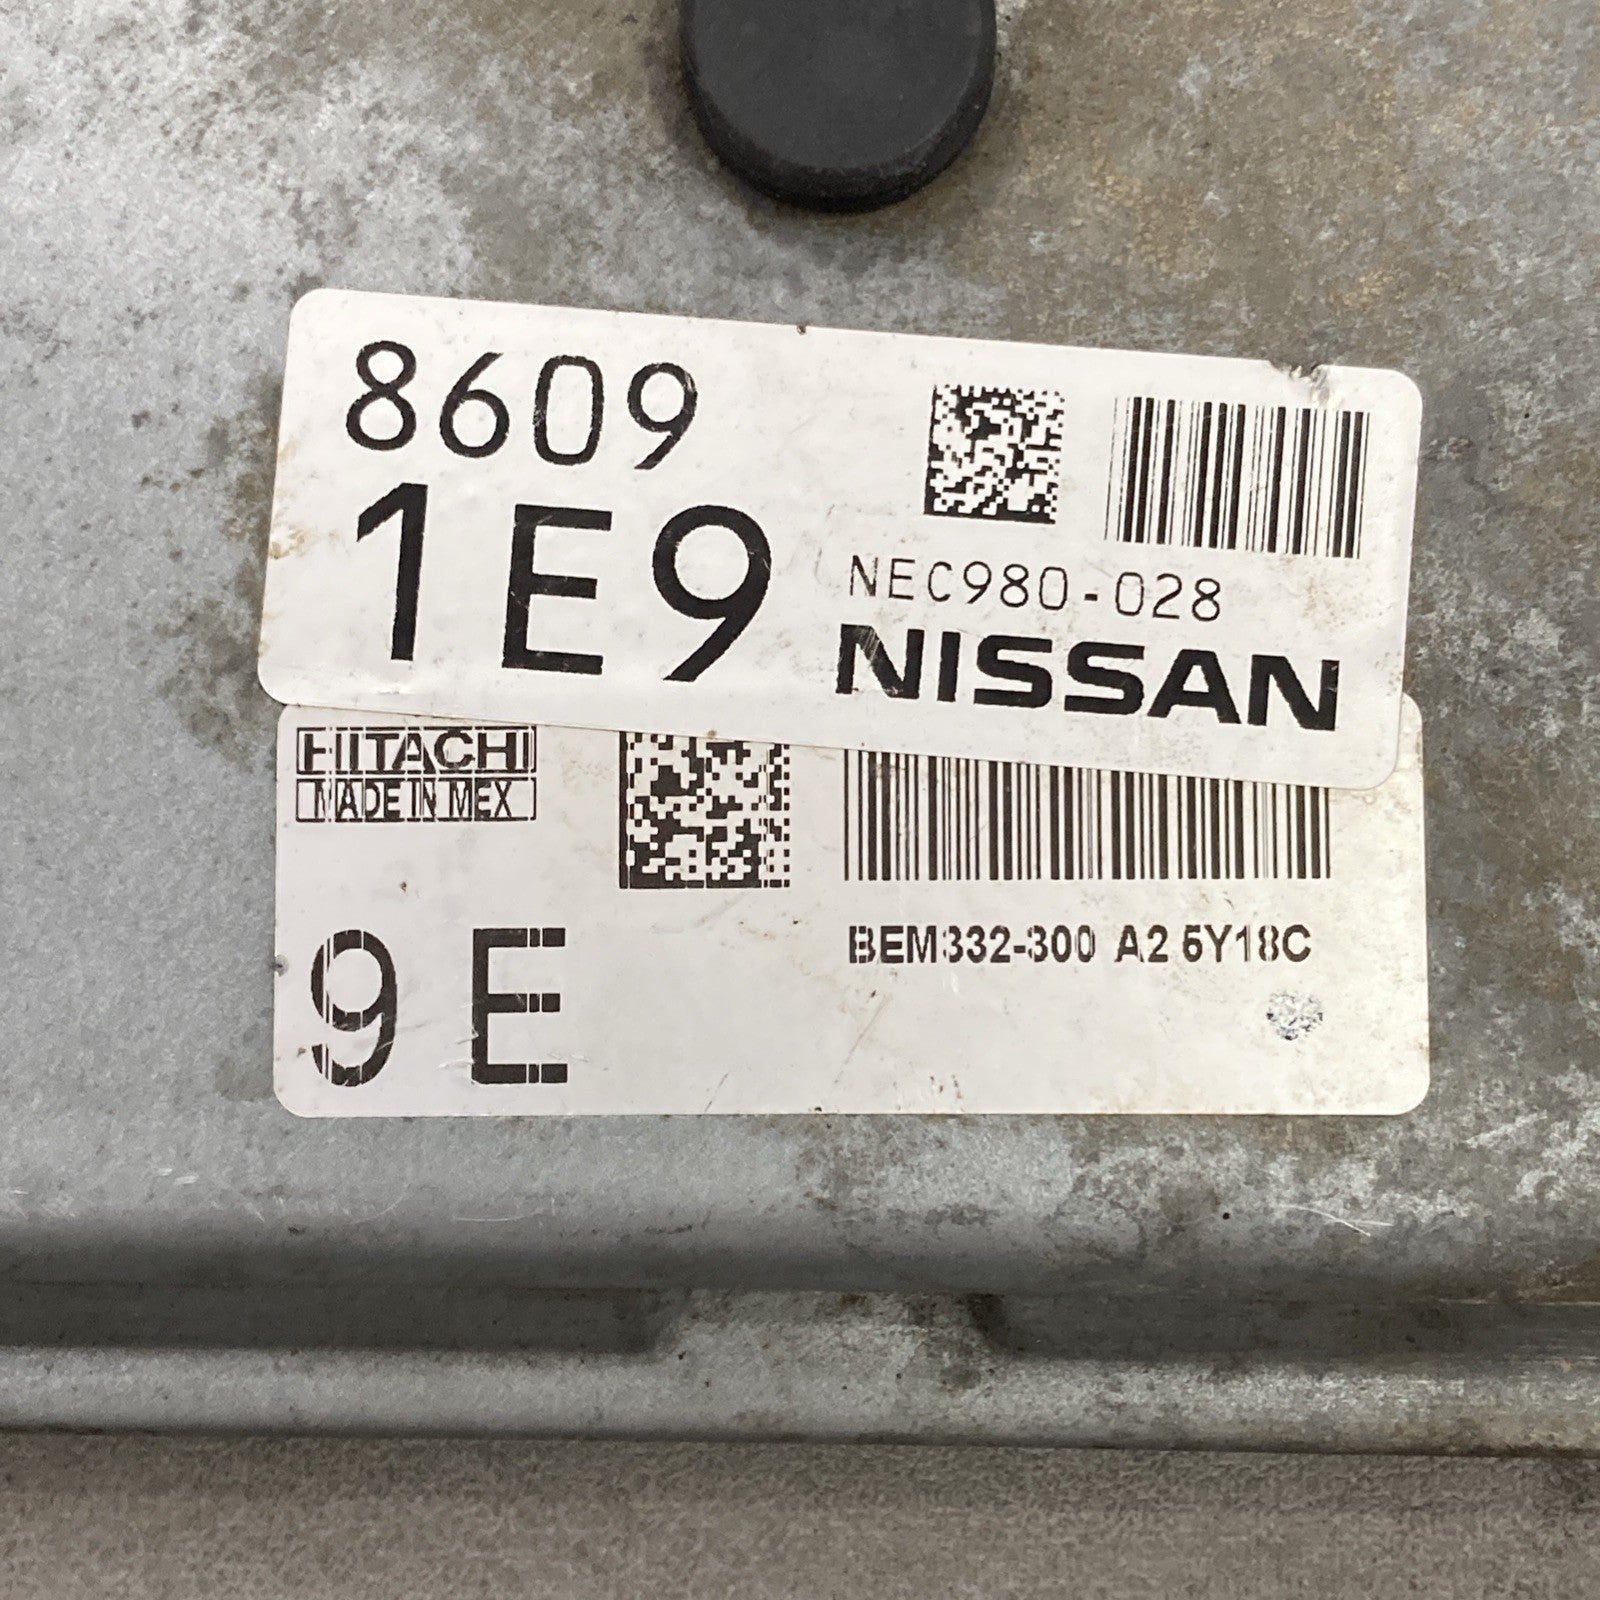 8609
1E9
NEC980-028
NISSAN
HITACHI
MADE IN MEX
9 E
BEM332-300 A2 5Y18C